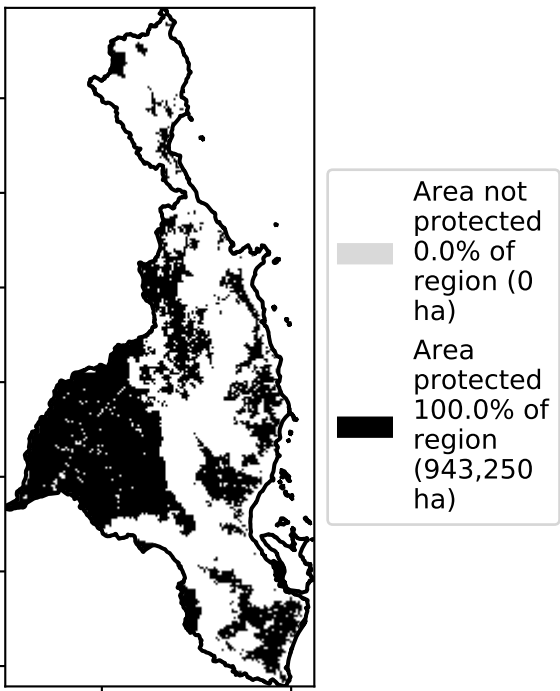 Area not
protected
0.0% of
region (0
ha)
Area
protected
100.0% of
region
(943,250
ha)